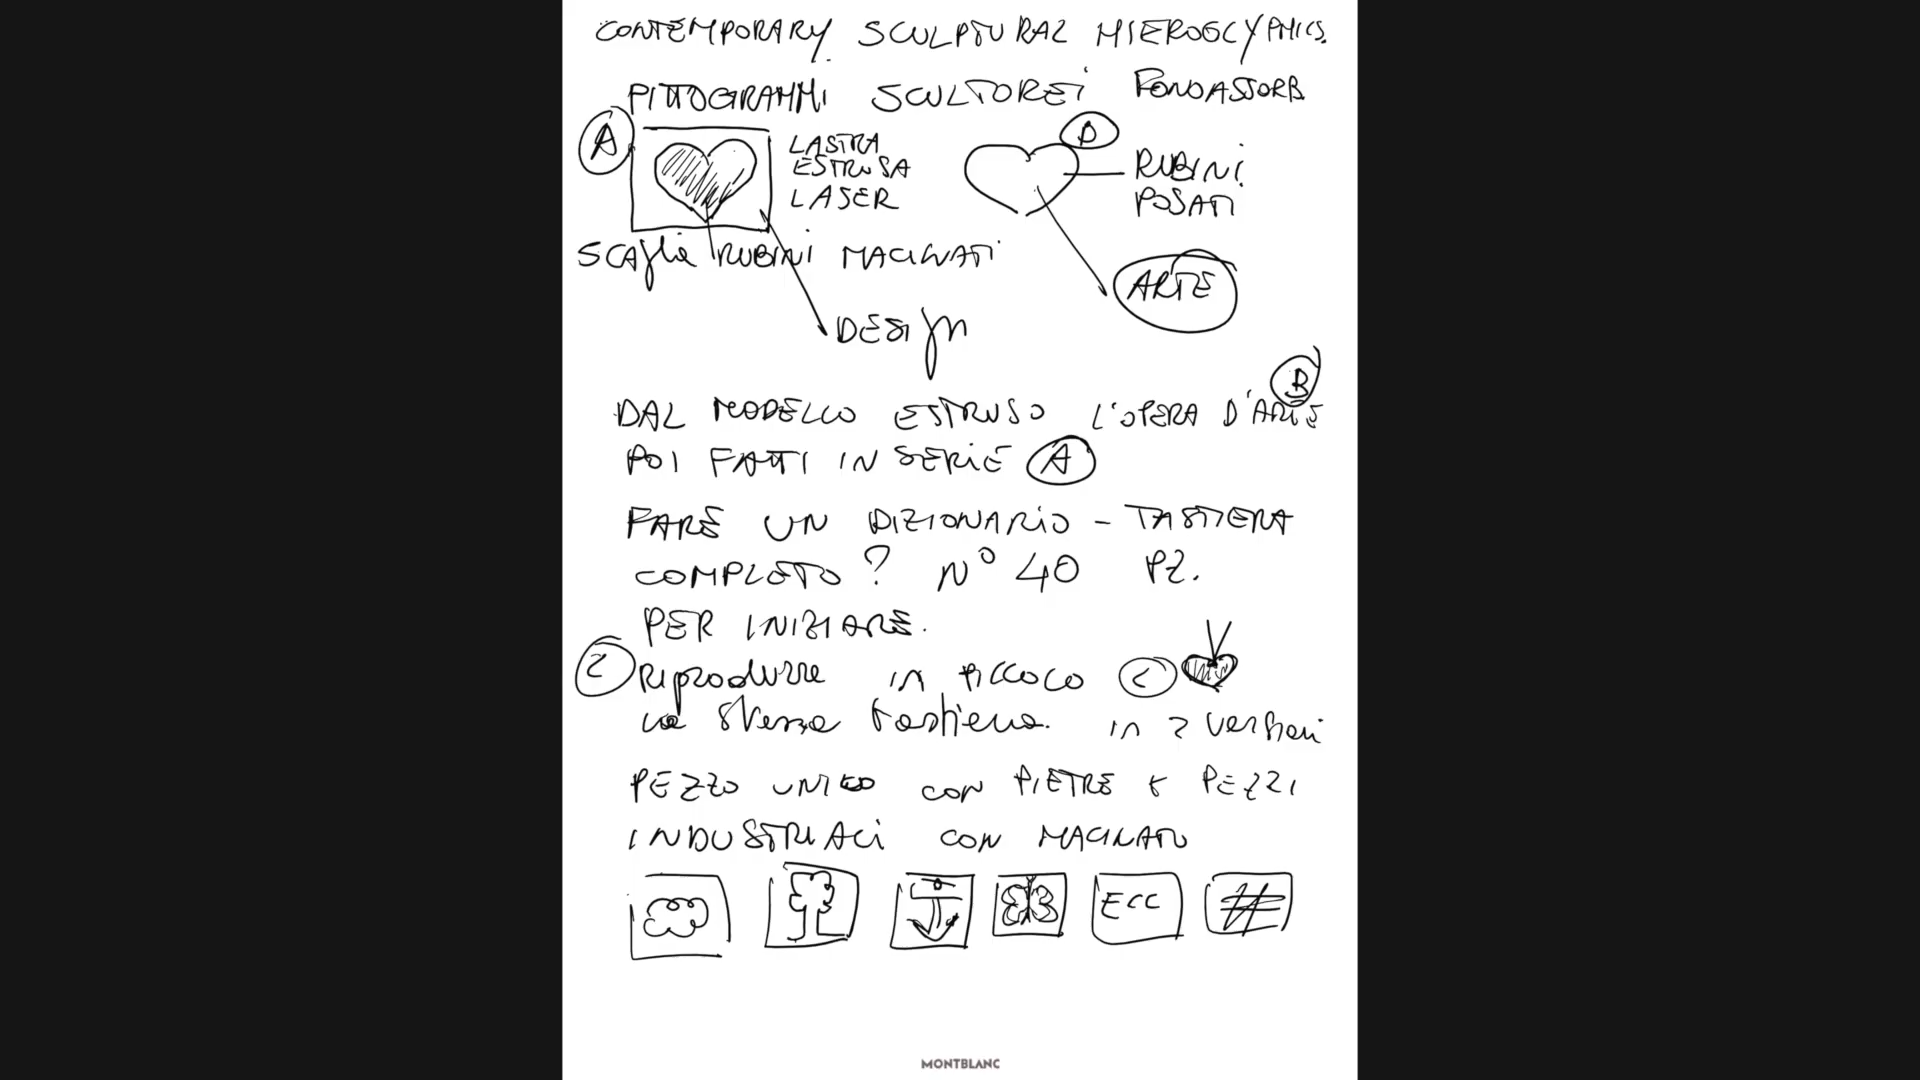 CONTEMPORARY SCULPTURAL HIEROGLYPHICS.
PITTOGRAMMI SCULTOREI FONOASSORB.
A
LASTRA
ESTRUSA
LASER
RUBINI
POSATI
SCAGLIE RUBINI MACINATI
ARTE
DESIGN
B
DAL MODELLO ESTRUSO L'OPERA D'ARTE
POI FATTI IN SERIE A
FARE UN DIZIONARIO - TASTIERA
COMPLETO? N° 40 PZ.
PER INIZIARE.
Riprodurre in piccolo
la stessa tastiera. in 2 versioni
PEZZO UNICO CON PIETRE E PEZZI
INDUSTRIALI CON MACINATO
ECC
#
MONTBLANC